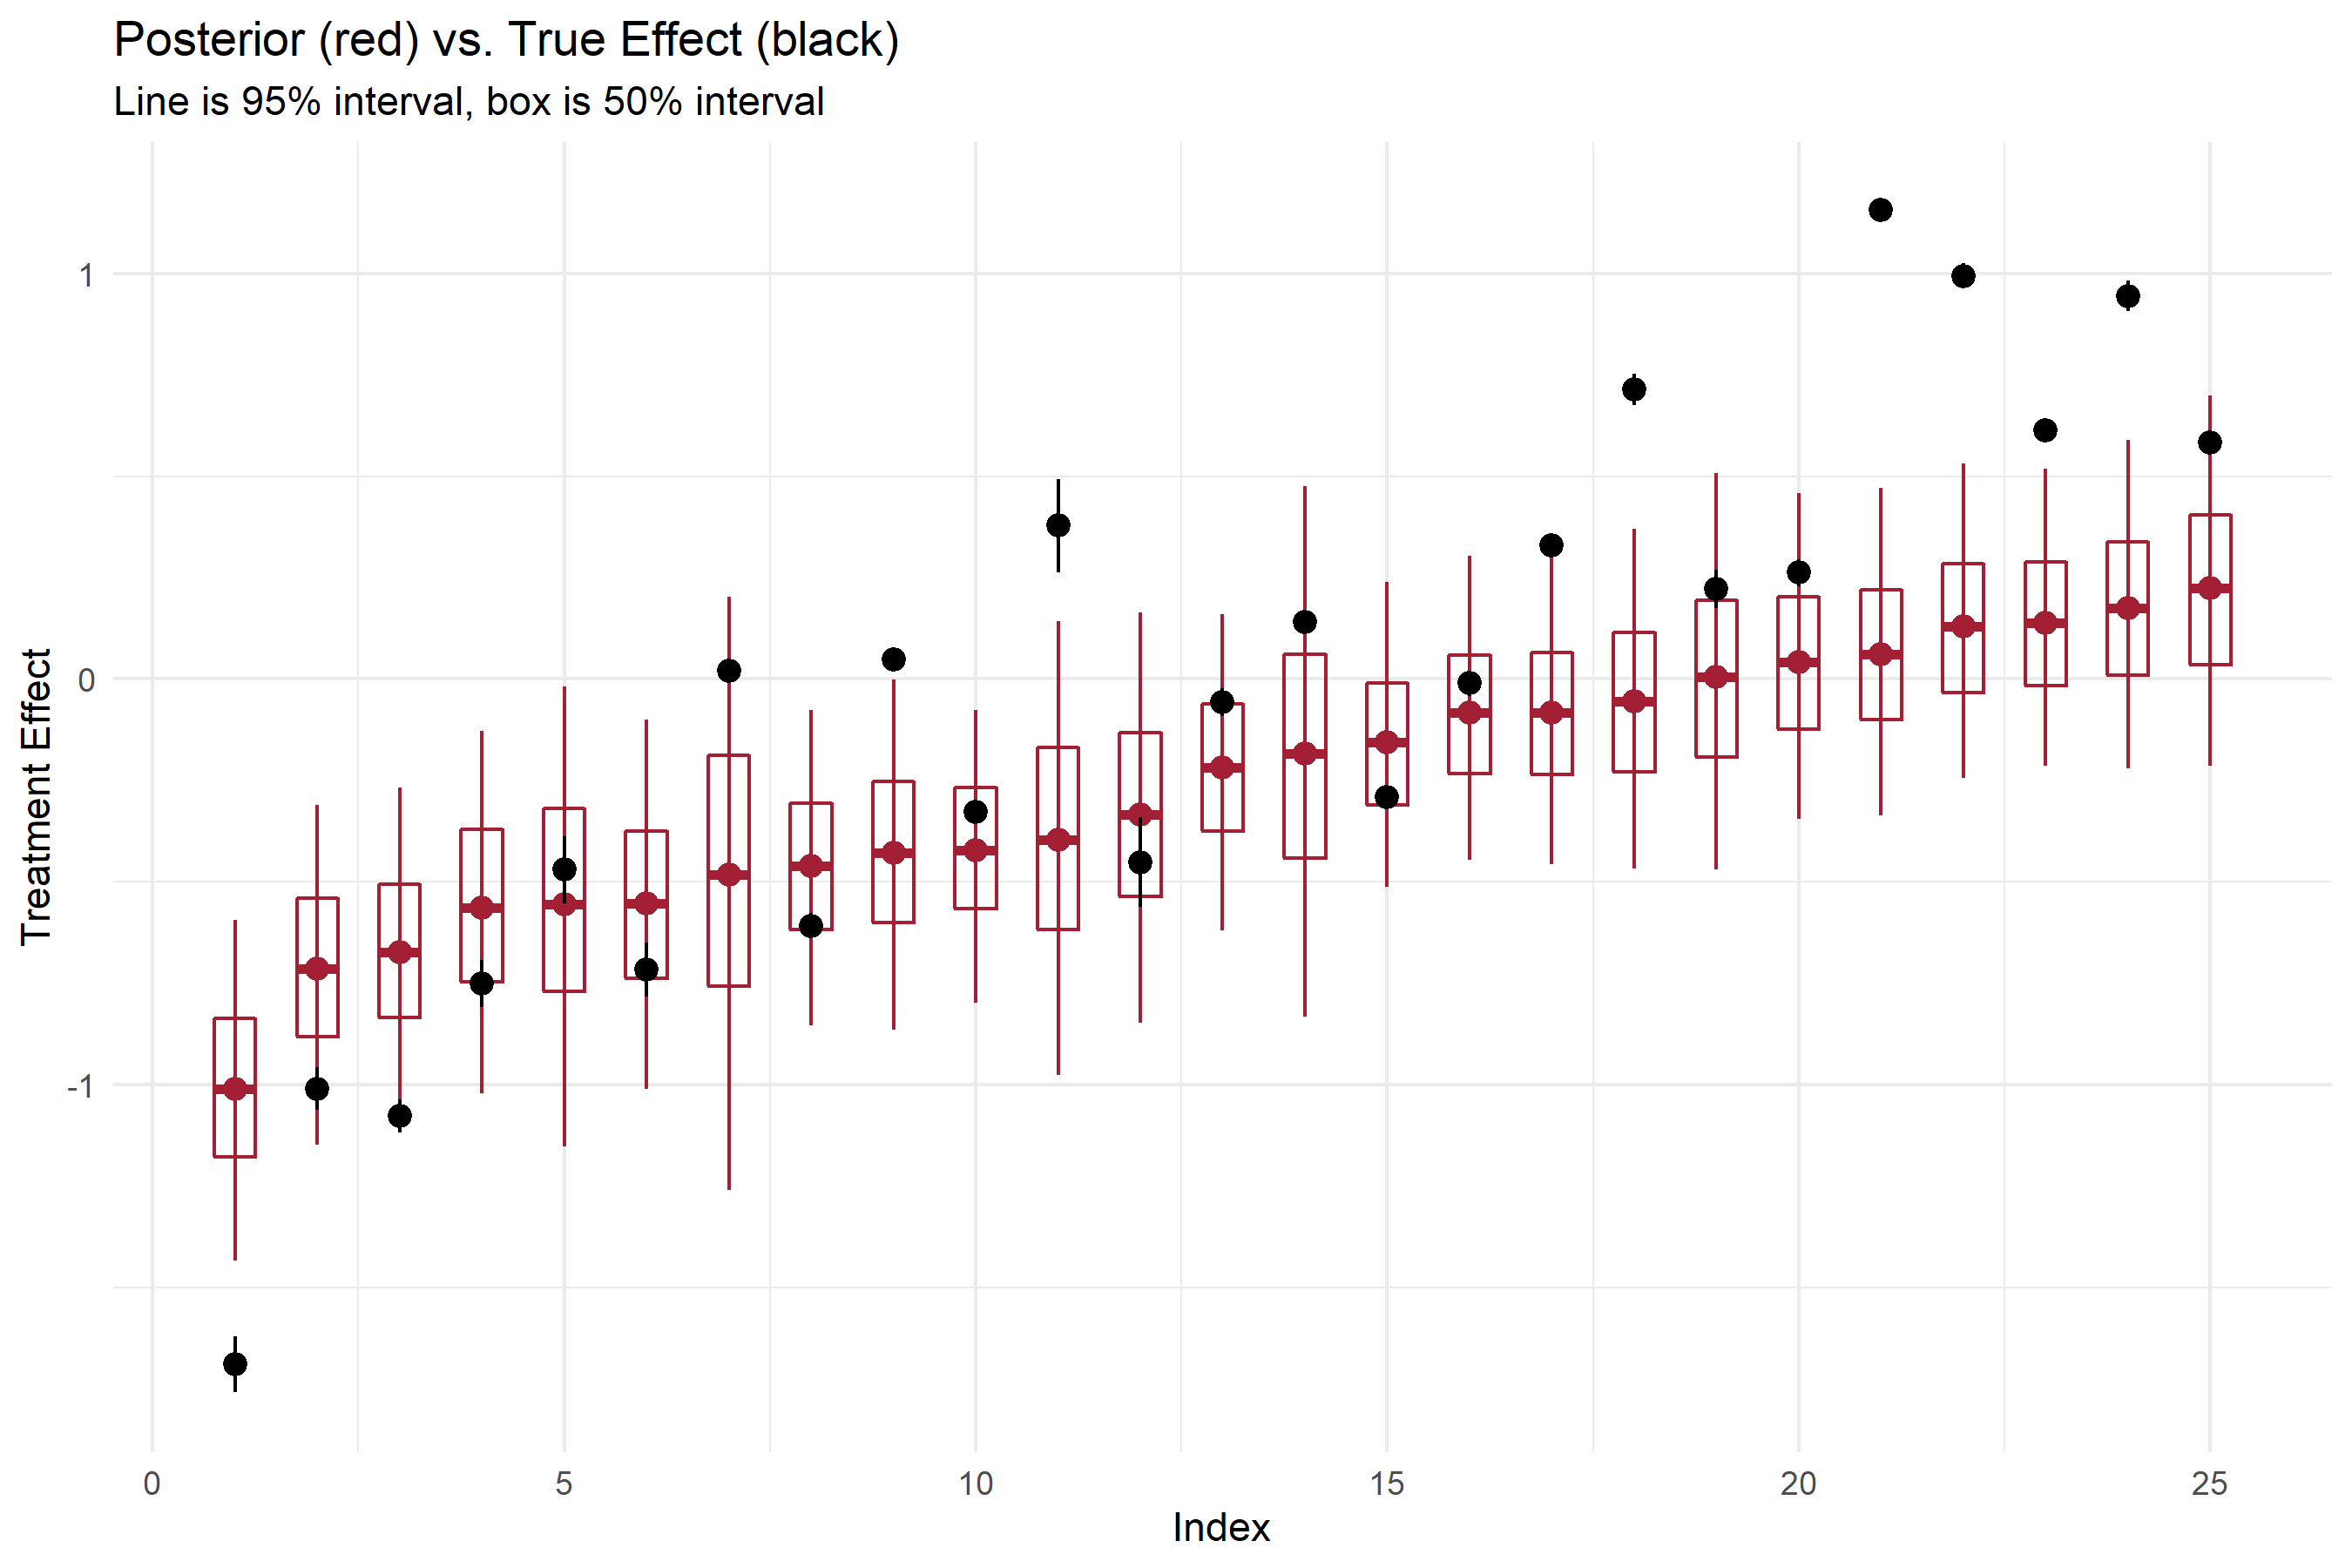 Posterior (red) vs. True Effect (black)
Line is 95% interval, box is 50% interval
Treatment Effect
1
0
-1
0
5
10
15
20
25
Index